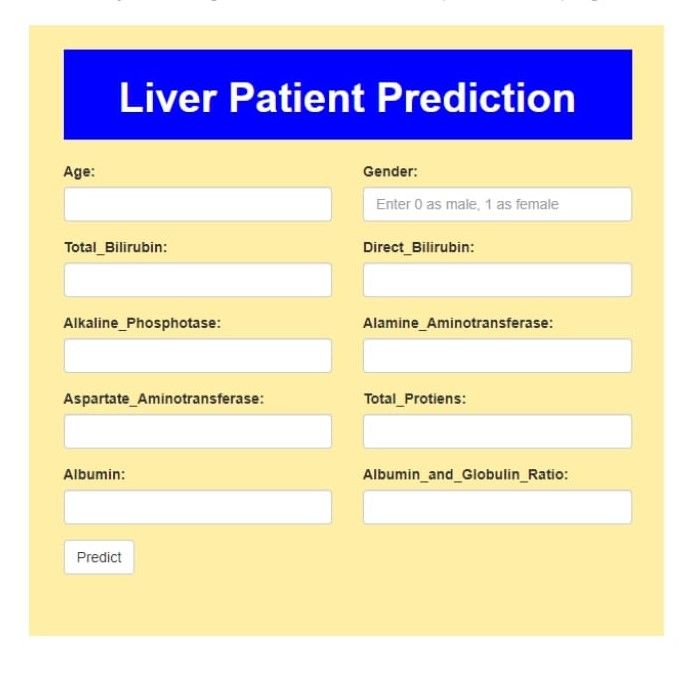 Liver Patient Prediction
Age:
Gender:
Enter 0 as male, 1 as female
Total_Bilirubin:
Direct_Bilirubin:
Alkaline_Phosphotase:
Alamine_Aminotransferase:
Aspartate_Aminotransferase:
Total_Protiens:
Albumin:
Albumin_and_Globulin_Ratio:
Predict